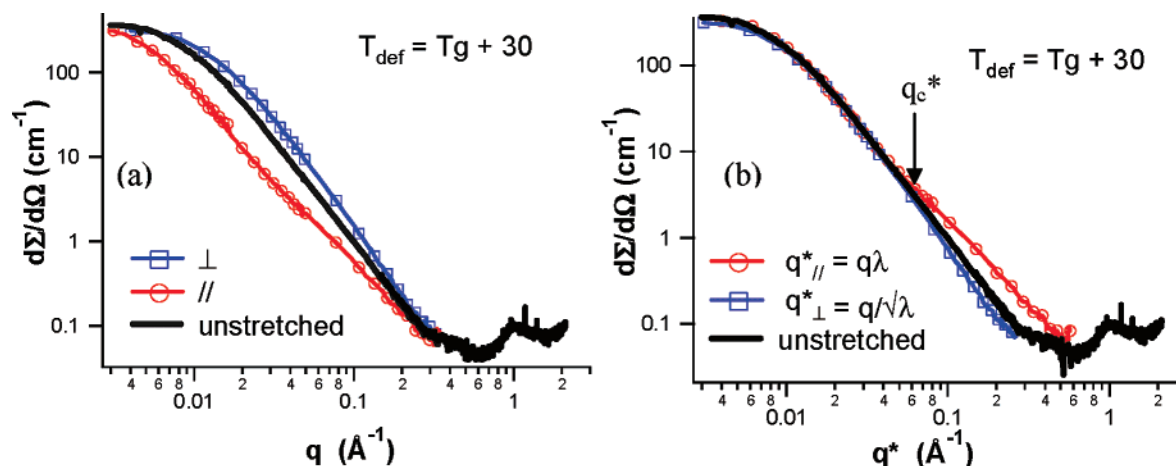 T_def = Tg + 30
(a)
⊥
//
unstretched
dΣ/dΩ (cm⁻¹)
100
10
1
0.1
4 6 8 2 4 6 8 2 4 6 8 2
0.01 0.1 1
q (Å⁻¹)
T_def = Tg + 30
q_c*
(b)
q*_// = qλ
q*_⊥ = q/√λ
unstretched
dΣ/dΩ (cm⁻¹)
100
10
1
0.1
4 6 8 2 4 6 8 2 4 6 8 2
0.01 0.1 1
q* (Å⁻¹)